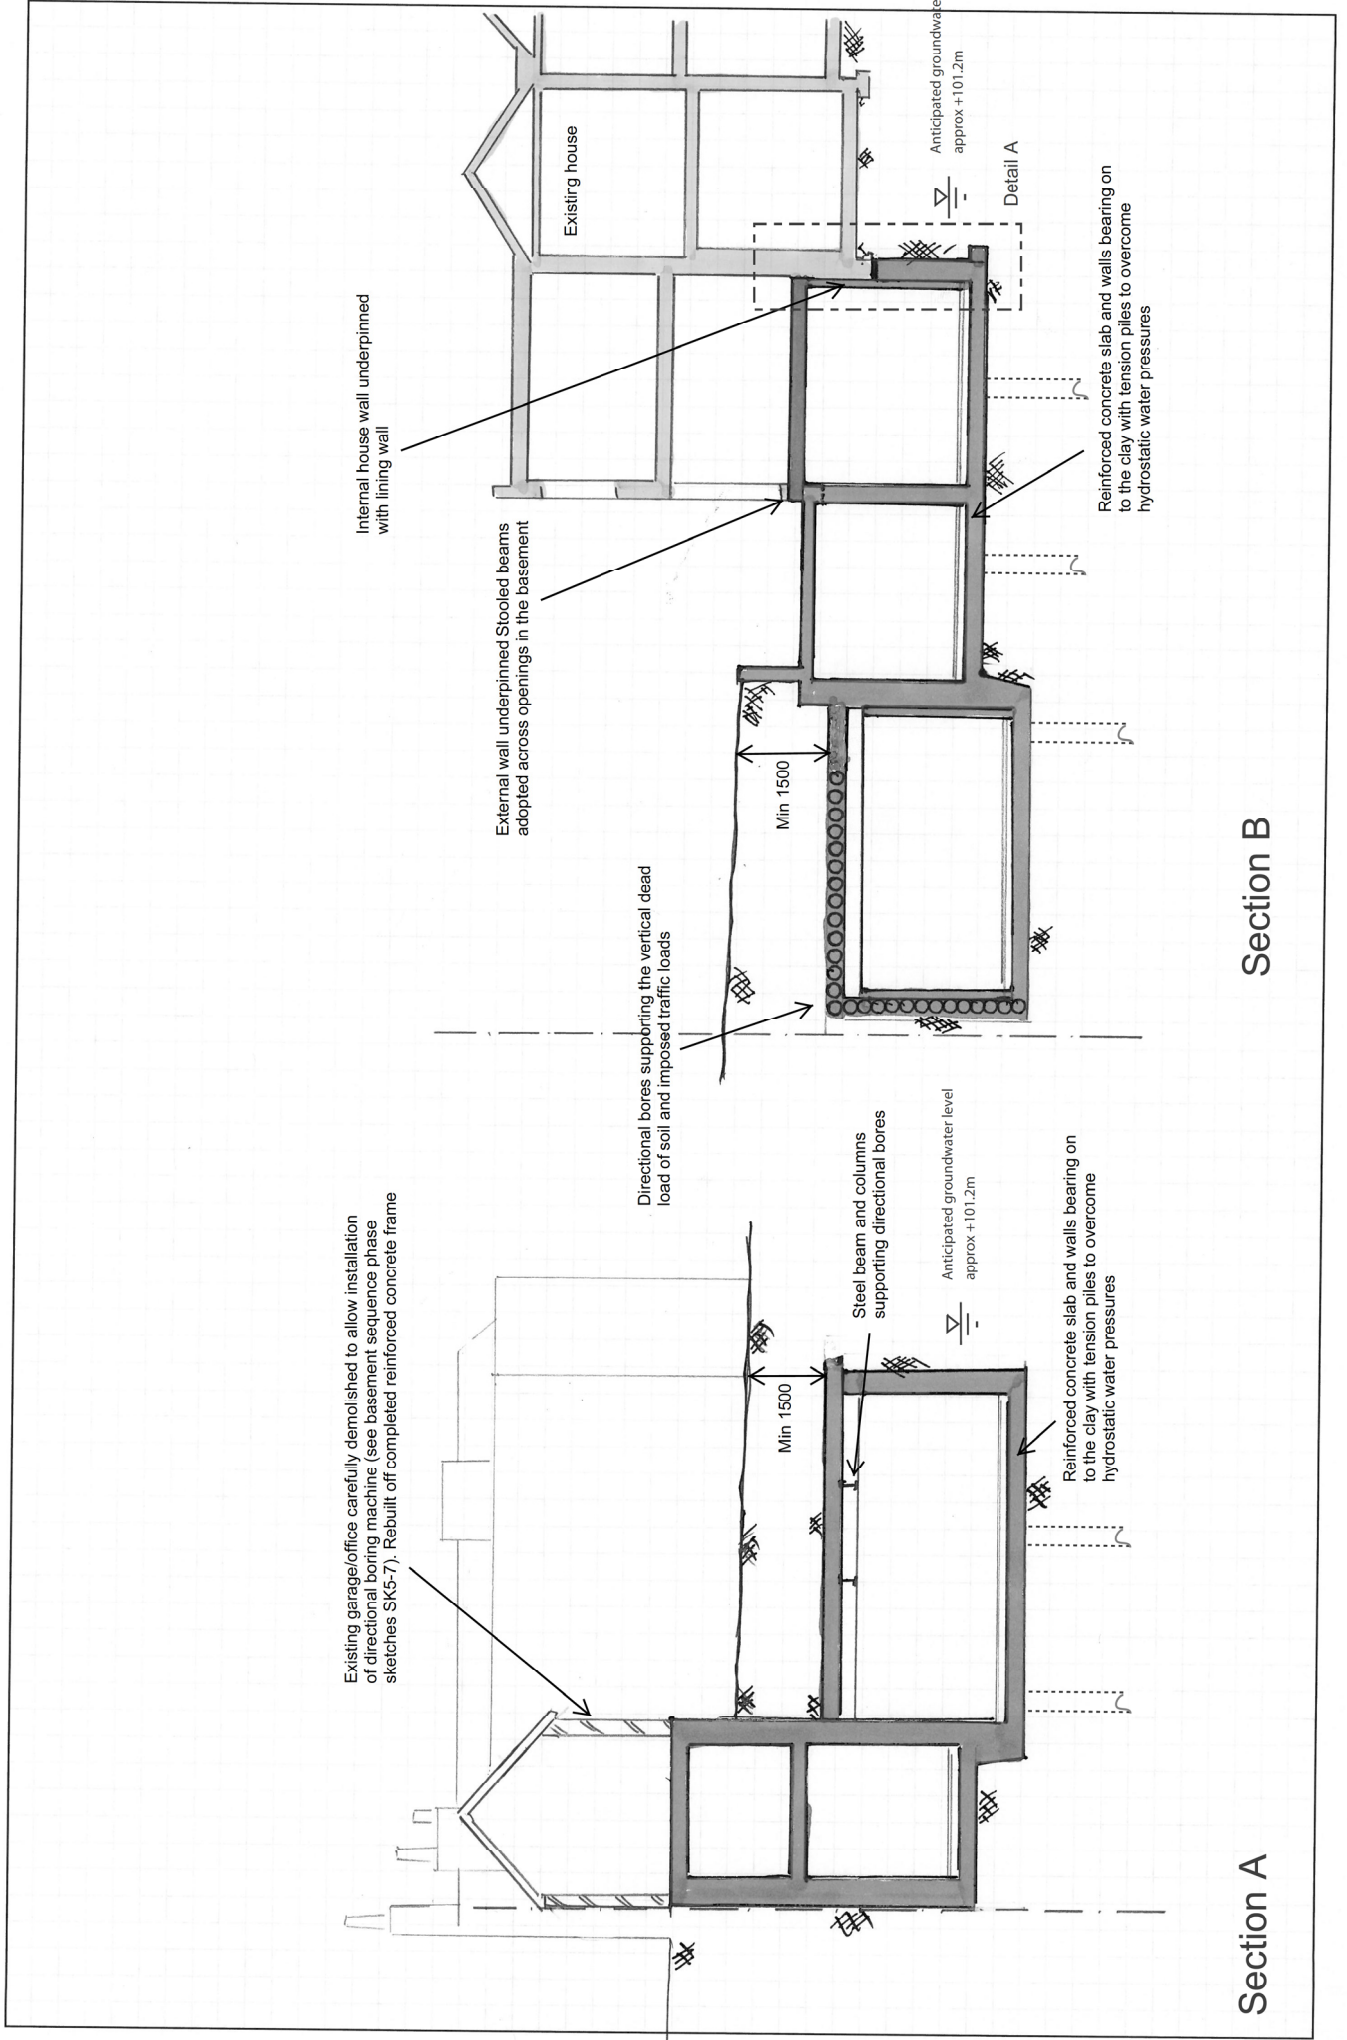 Existing garage/office carefully demolished to allow installation
of directional boring machine (see basement sequence phase
sketches SK5-7). Rebuilt off completed reinforced concrete frame
Min 1500
Steel beam and columns
supporting directional bores
Anticipated groundwater level
approx +101.2m
Reinforced concrete slab and walls bearing on
to the clay with tension piles to overcome
hydrostatic water pressures
Section A
Internal house wall underpinned
with lining wall
External wall underpinned Stooled beams
adopted across openings in the basement
Existing house
Directional bores supporting the vertical dead
load of soil and imposed traffic loads
Min 1500
Anticipated groundwate
approx +101.2m
Detail A
Reinforced concrete slab and walls bearing on
to the clay with tension piles to overcome
hydrostatic water pressures
Section B